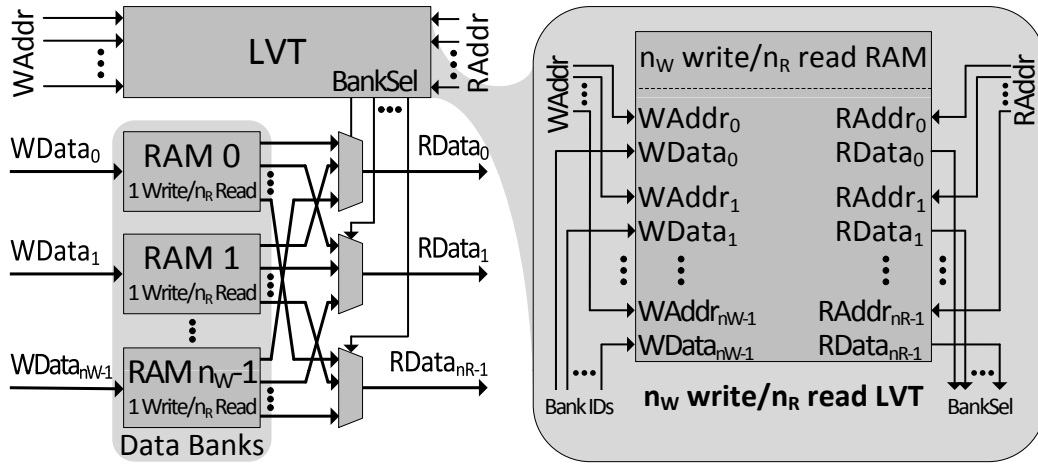 WAddr
LVT
BankSel
RAddr
WData0
RAM 0
1 Write/nR Read
RData0
WData1
RAM 1
1 Write/nR Read
RData1
WDatanW-1
RAM nW-1
1 Write/nR Read
RDatanR-1
Data Banks
nW write/nR read RAM
WAddr
RAddr
WAddr0 RAddr0
WData0 RData0
WAddr1 RAddr1
WData1 RData1
WAddrnW-1 RAddrnR-1
WDatanW-1 RDatanR-1
Bank IDs
nW write/nR read LVT
BankSel